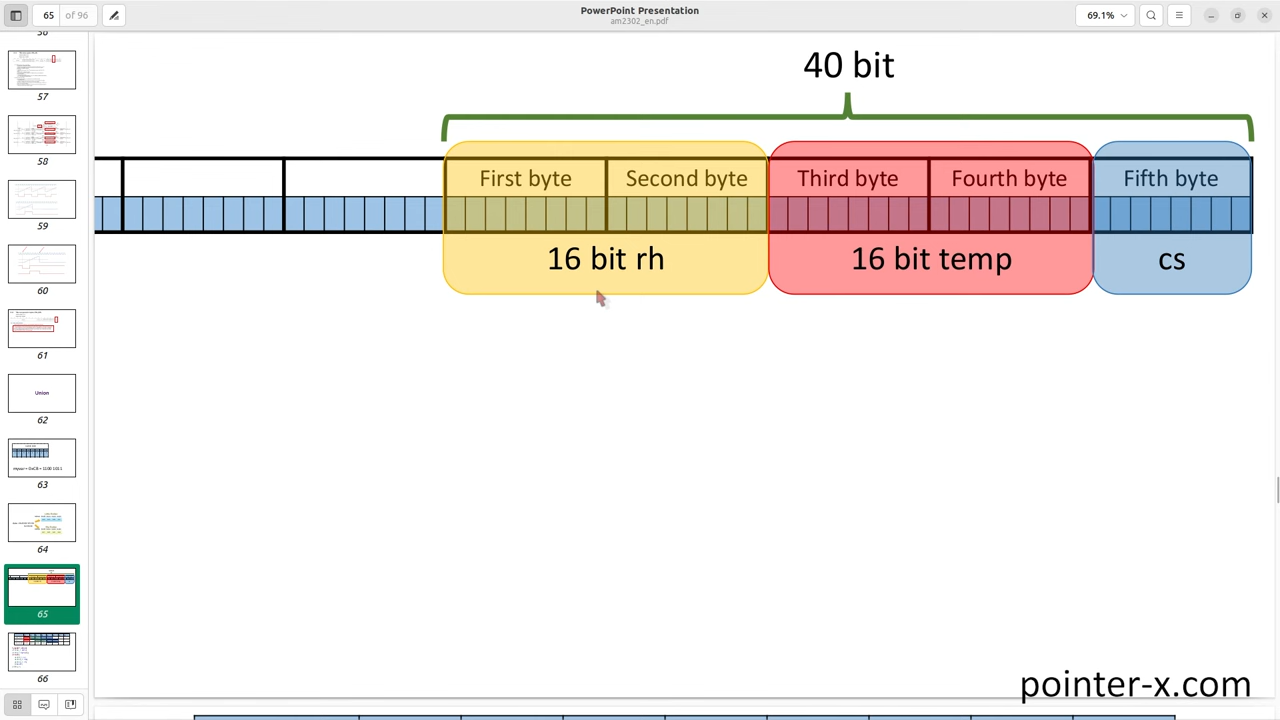 PowerPoint Presentation
am2302_en.pdf
65 of 96
69.1%
57
58
59
60
61
Union
62
63
64
65
66
40 bit
First byte Second byte Third byte Fourth byte Fifth byte
16 bit rh 16 bit temp cs
pointer-x.com